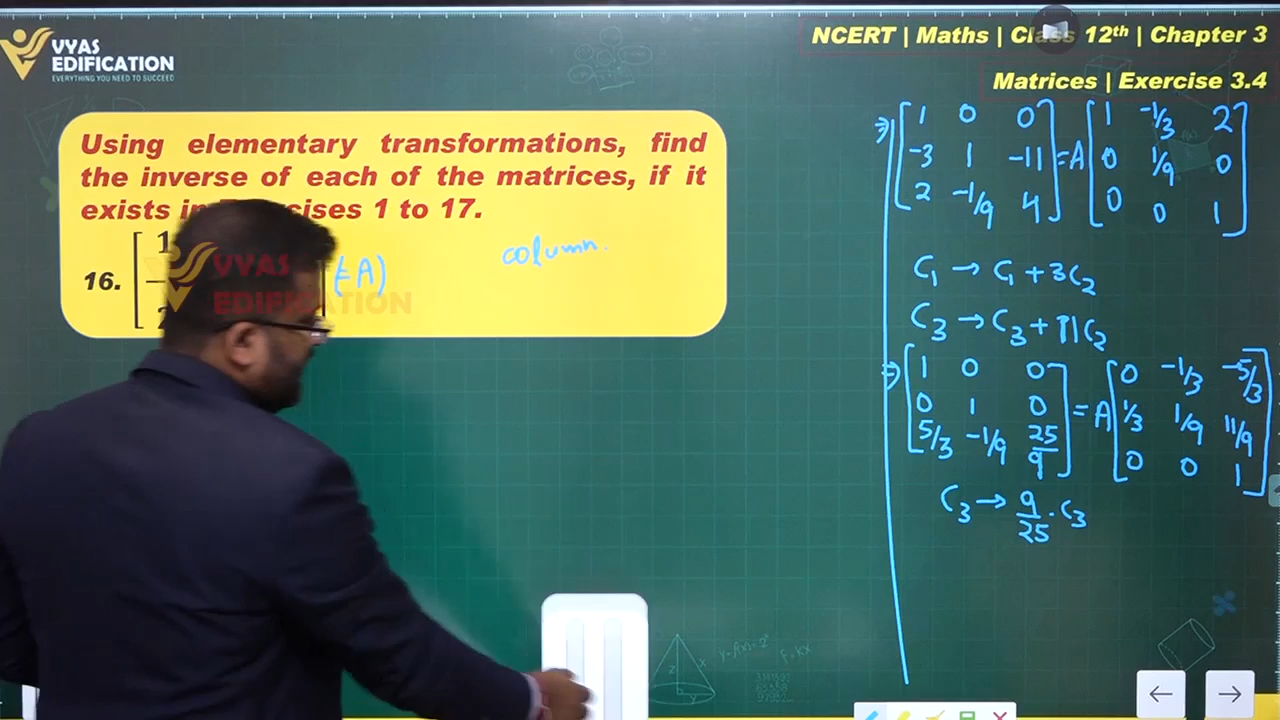 VYAS
EDIFICATION
EVERYTHING YOU NEED TO SUCCEED
NCERT | Maths | Class 12th | Chapter 3
Matrices | Exercise 3.4
Using elementary transformations, find
the inverse of each of the matrices, if it
exists in Exercises 1 to 17.
16.
(=A)
column.
VYAS
EDIFICATION
⇒ [1 0 0
-3 1 -11
2 -1/9 4] = A [1 -1/3 2
0 1/9 0
0 0 1]
C₁ → C₁ + 3C₂
C₃ → C₃ + 11C₂
⇒ [1 0 0
0 1 0
5/3 -1/9 25/9] = A [0 -1/3 -5/3
1/3 1/9 11/9
0 0 1]
C₃ → 9/25 · C₃